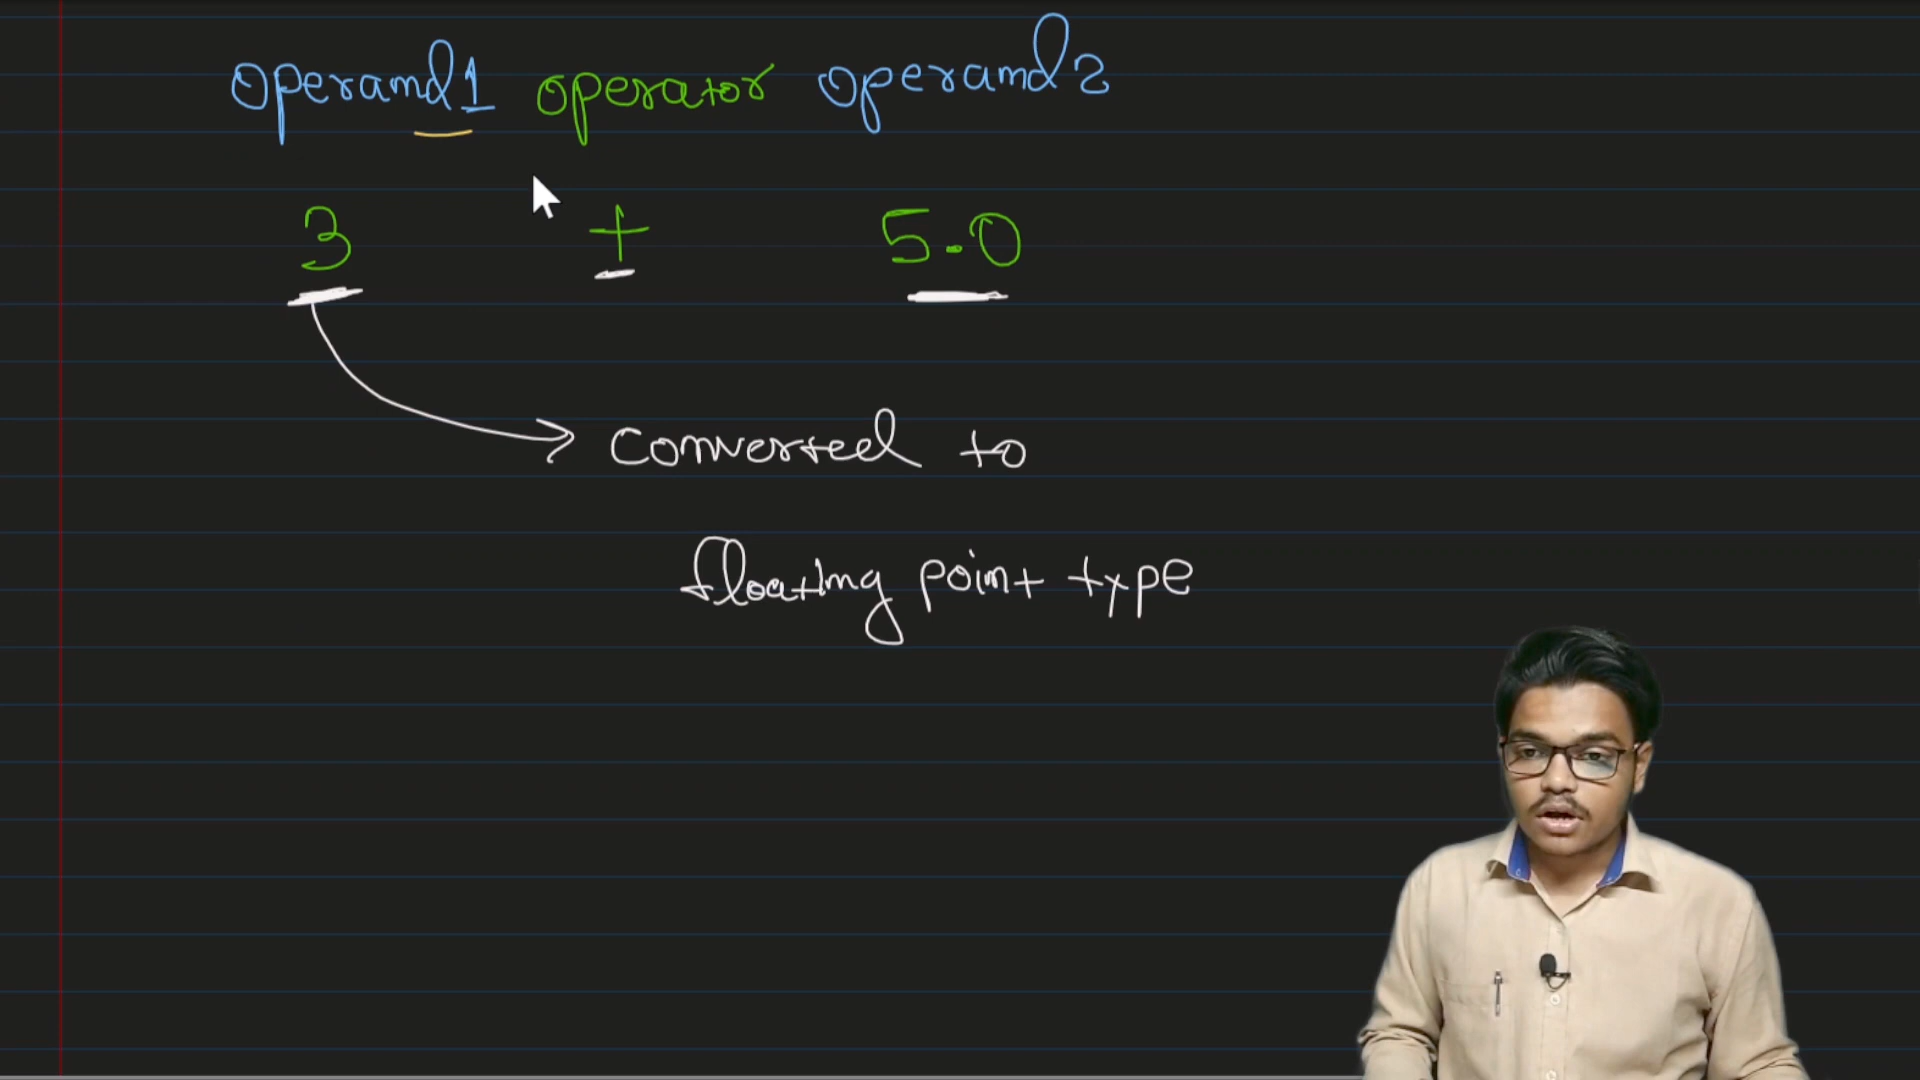 operand1 operator operand2
3 + 5.0
converted to
floating point type